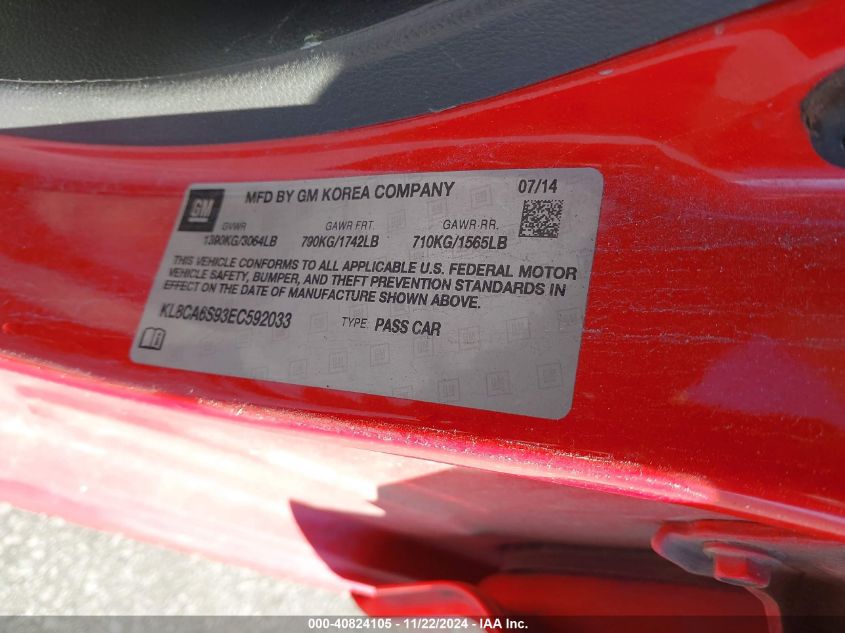 GM
MFD BY GM KOREA COMPANY 07/14
GVWR GAWR FRT. GAWR RR.
1390KG/3064LB 790KG/1742LB 710KG/1565LB
THIS VEHICLE CONFORMS TO ALL APPLICABLE U.S. FEDERAL MOTOR
VEHICLE SAFETY, BUMPER, AND THEFT PREVENTION STANDARDS IN
EFFECT ON THE DATE OF MANUFACTURE SHOWN ABOVE.
KL8CA6S93EC592033 TYPE: PASS CAR
000-40824105 - 11/22/2024 - IAA Inc.